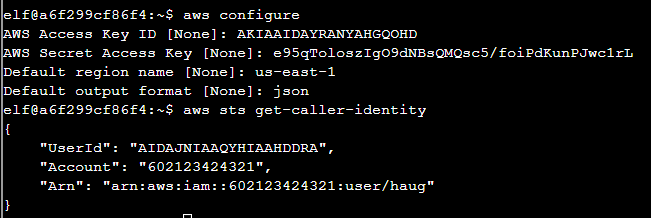 elf@a6f299cf86f4:~$ aws configure
AWS Access Key ID [None]: AKIAAIDAYRANYAHGQOHD
AWS Secret Access Key [None]: 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
Default region name [None]: us-east-1
Default output format [None]: json
elf@a6f299cf86f4:~$ aws sts get-caller-identity
{
    "UserId": "AIDAJNIAAQYHIAAHDDRA",
    "Account": "602123424321",
    "Arn": "arn:aws:iam::602123424321:user/haug"
}